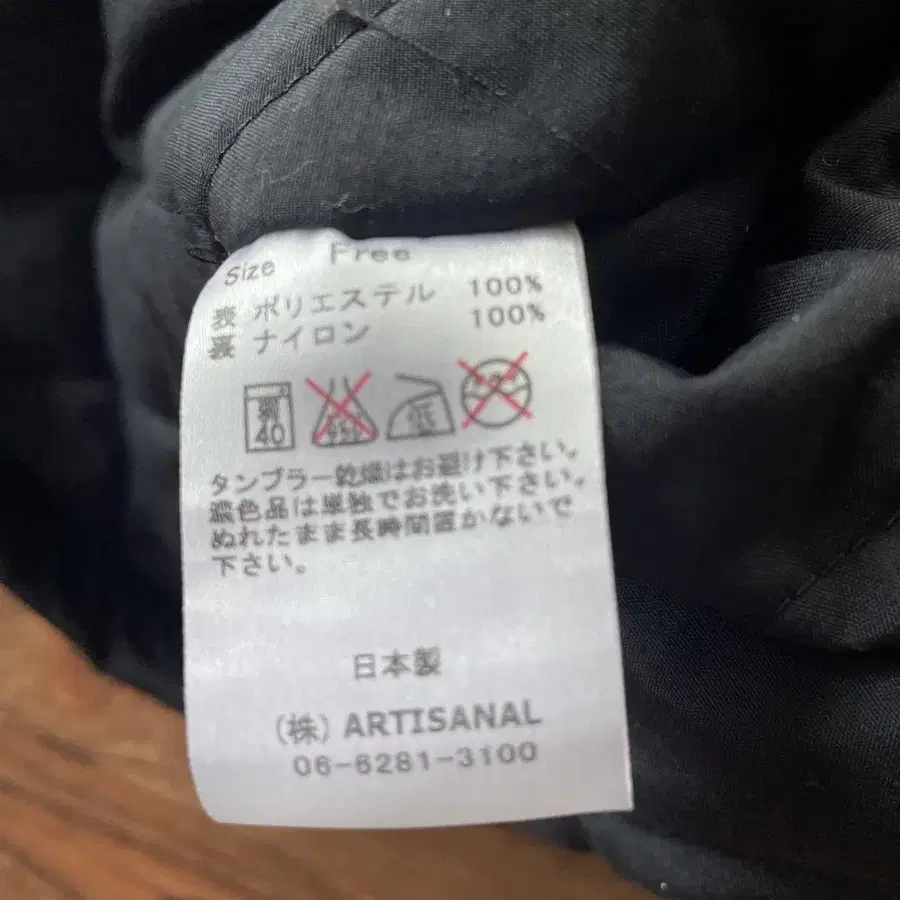 Size Free
表 ポリエステル 100%
裏 ナイロン 100%
40
タンブラー乾燥はお避け下さい。
濃色品は単独でお洗い下さい。
ぬれたまま長時間置かないで
下さい。
日本製
(株) ARTISANAL
06-6281-3100